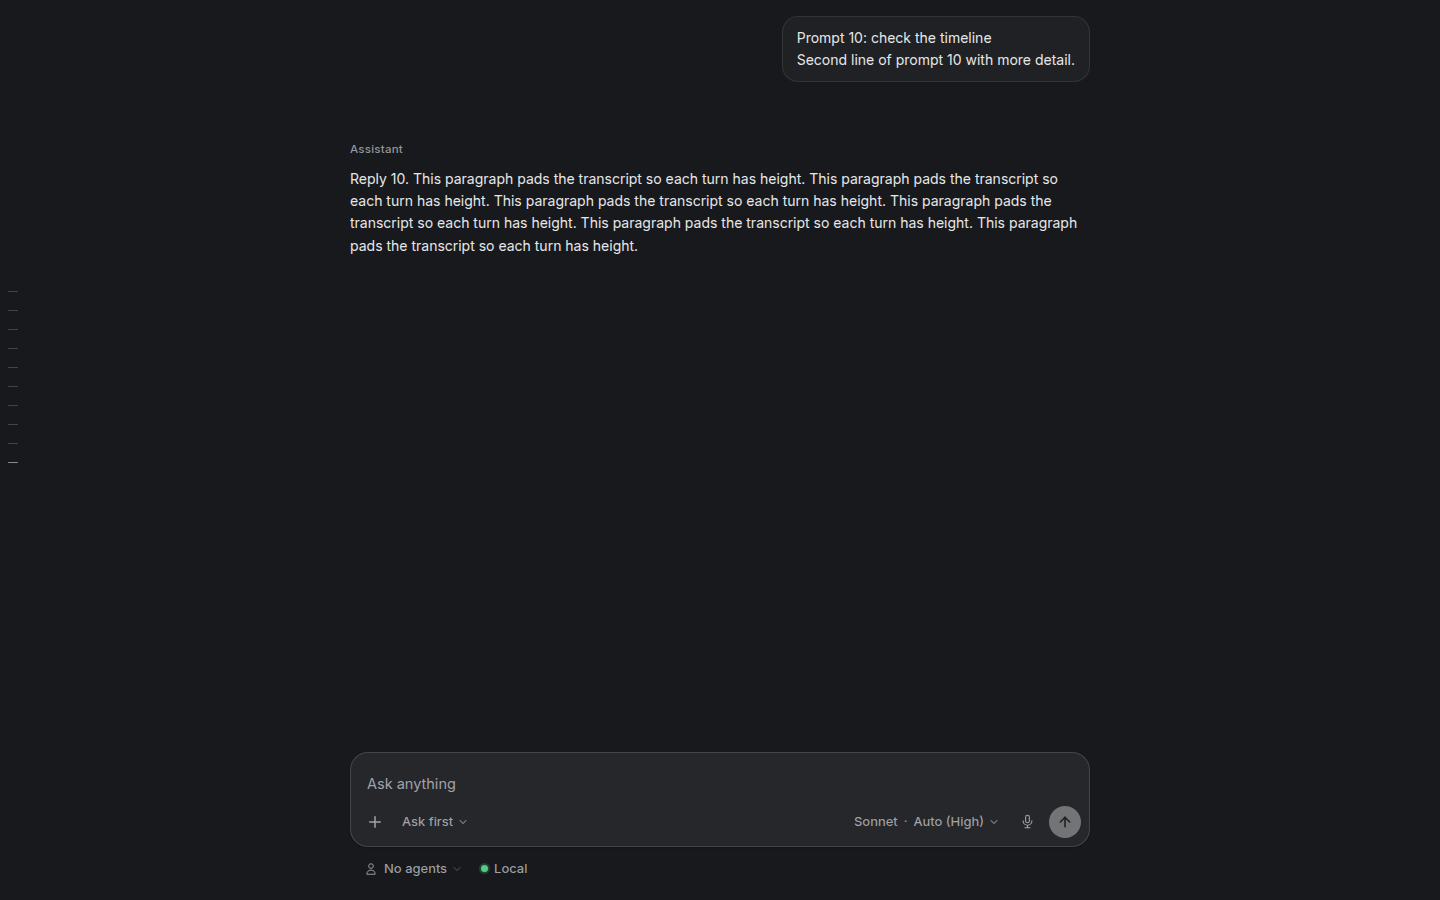 Prompt 10: check the timeline
Second line of prompt 10 with more detail.
Assistant
Reply 10. This paragraph pads the transcript so each turn has height. This paragraph pads the transcript so
each turn has height. This paragraph pads the transcript so each turn has height. This paragraph pads the
transcript so each turn has height. This paragraph pads the transcript so each turn has height. This paragraph
pads the transcript so each turn has height.
Ask anything
Ask first
Sonnet · Auto (High)
No agents
Local